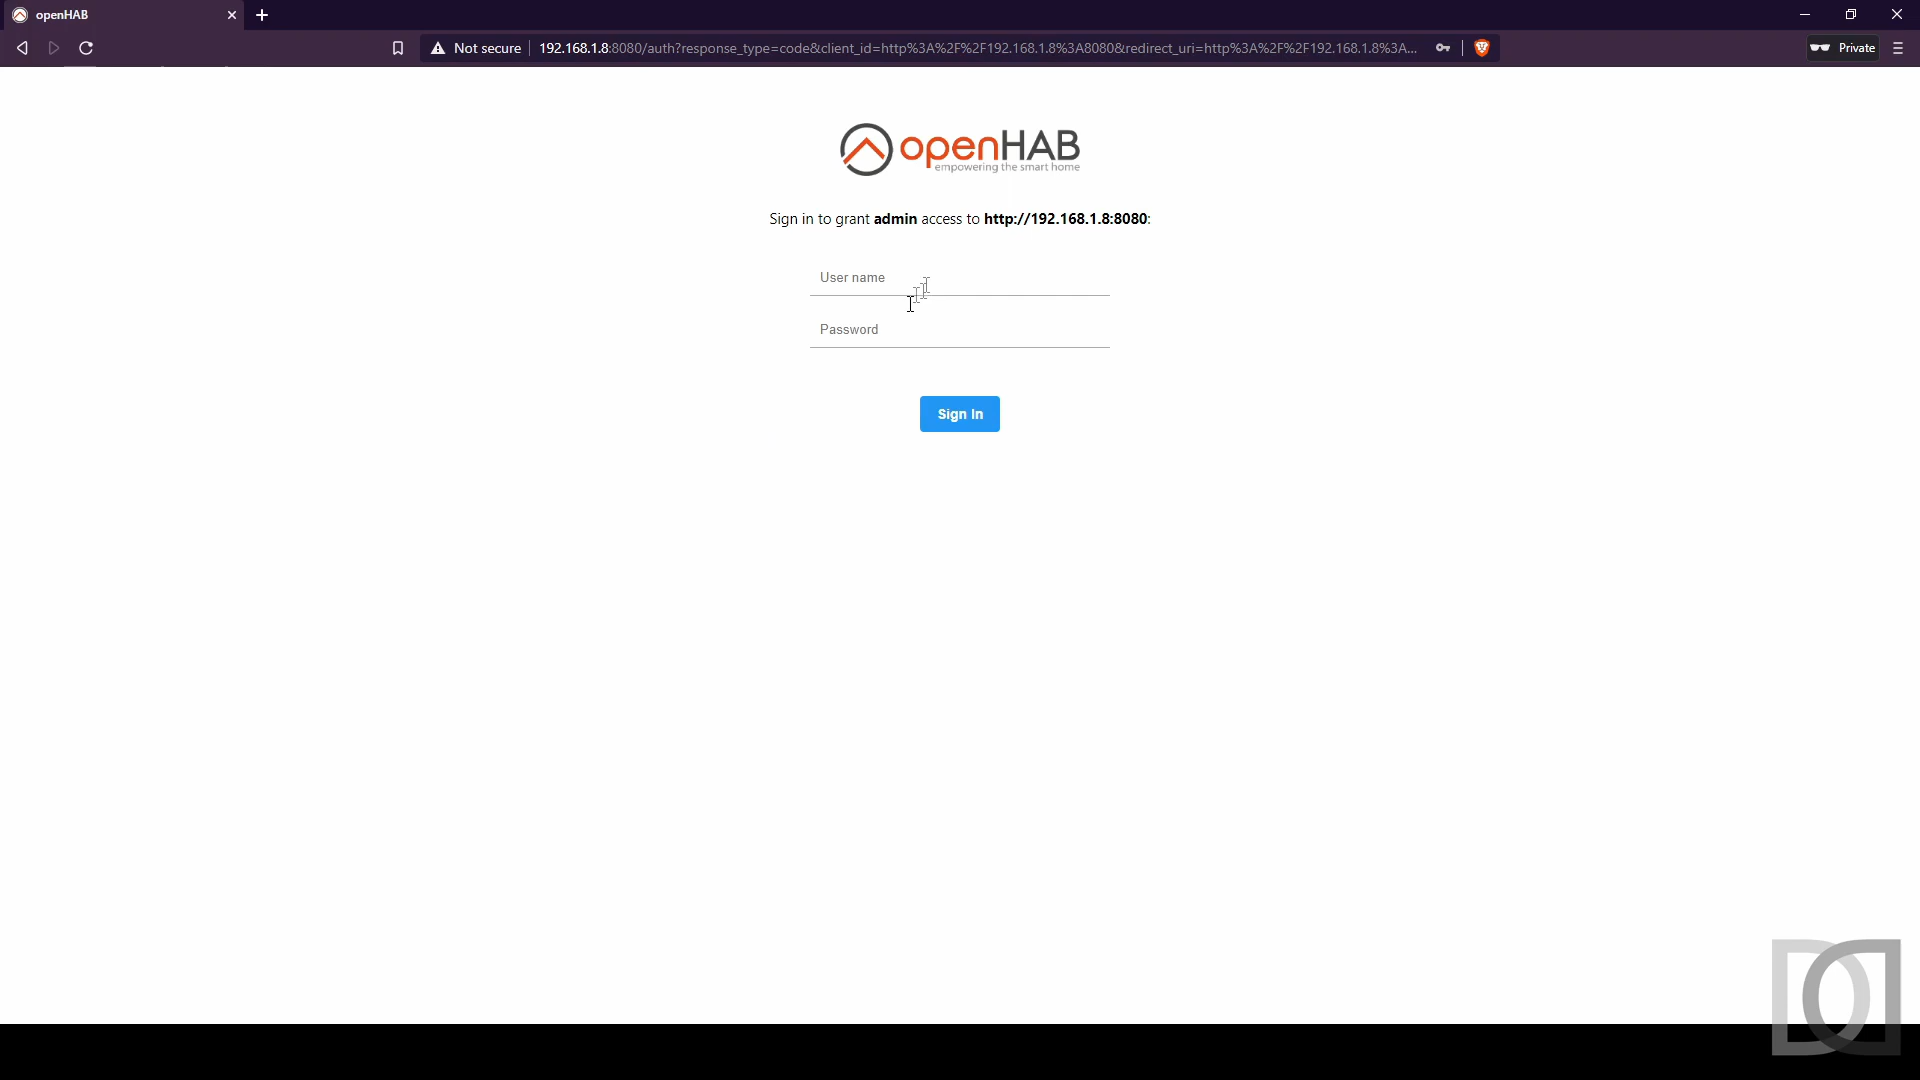 openHAB
Not secure
192.168.1.8:8080/auth?response_type=code&client_id=http%3A%2F%2F192.168.1.8%3A8080&redirect_uri=http%3A%2F%2F192.168.1.8%3A...
Private
openHAB
empowering the smart home
Sign in to grant admin access to http://192.168.1.8:8080:
User name
Password
Sign In